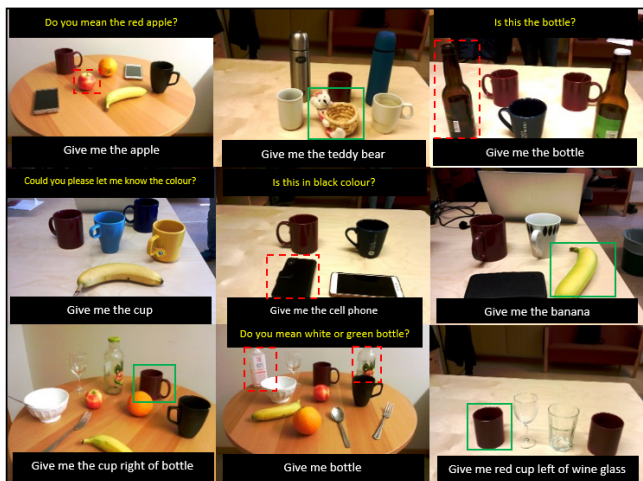 Do you mean the red apple?
Is this the bottle?
Give me the apple
Give me the teddy bear
Give me the bottle
Could you please let me know the colour?
Is this in black colour?
Give me the cup
Give me the cell phone
Give me the banana
Do you mean white or green bottle?
Give me the cup right of bottle
Give me bottle
Give me red cup left of wine glass